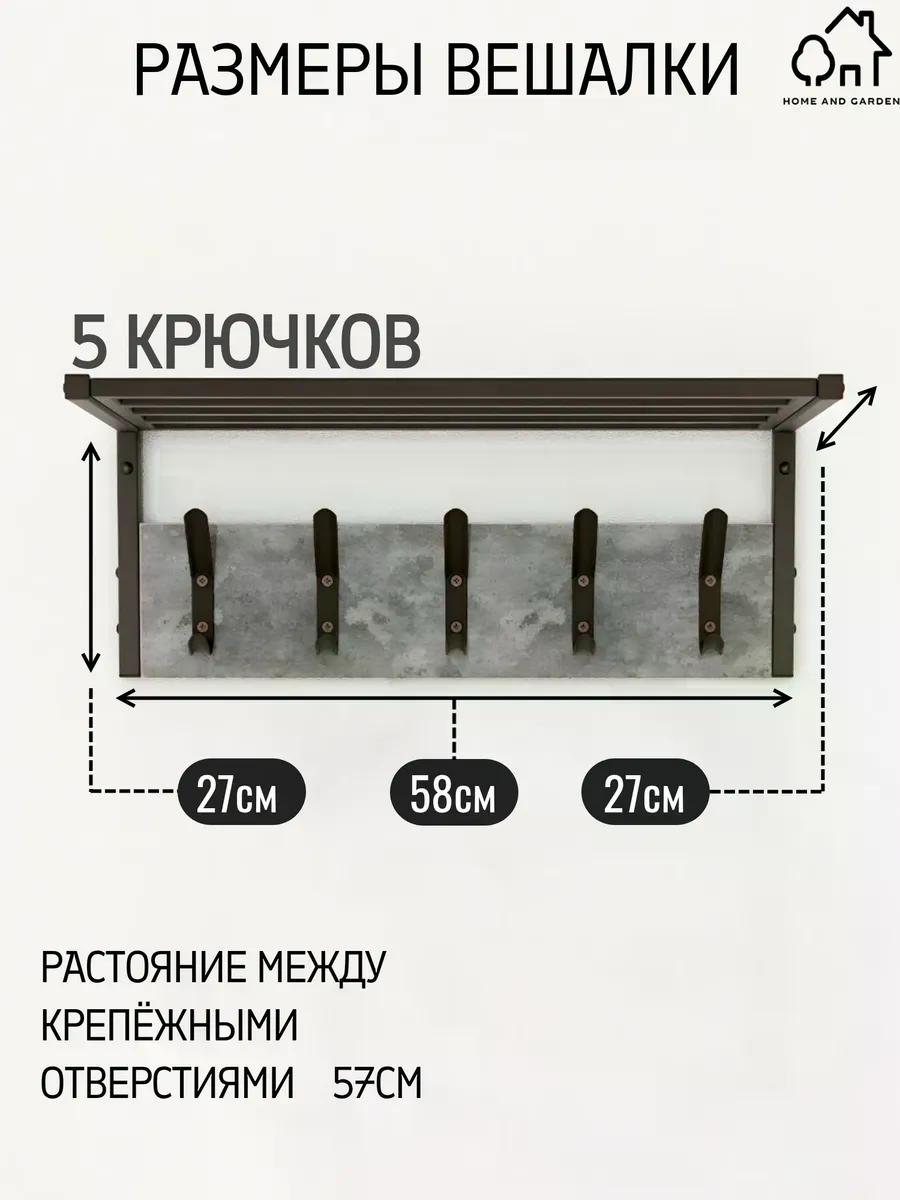 РАЗМЕРЫ ВЕШАЛКИ
HOME AND GARDEN
5 КРЮЧКОВ
27см
58см
27см
РАСТОЯНИЕ МЕЖДУ
КРЕПЁЖНЫМИ
ОТВЕРСТИЯМИ 57СМ